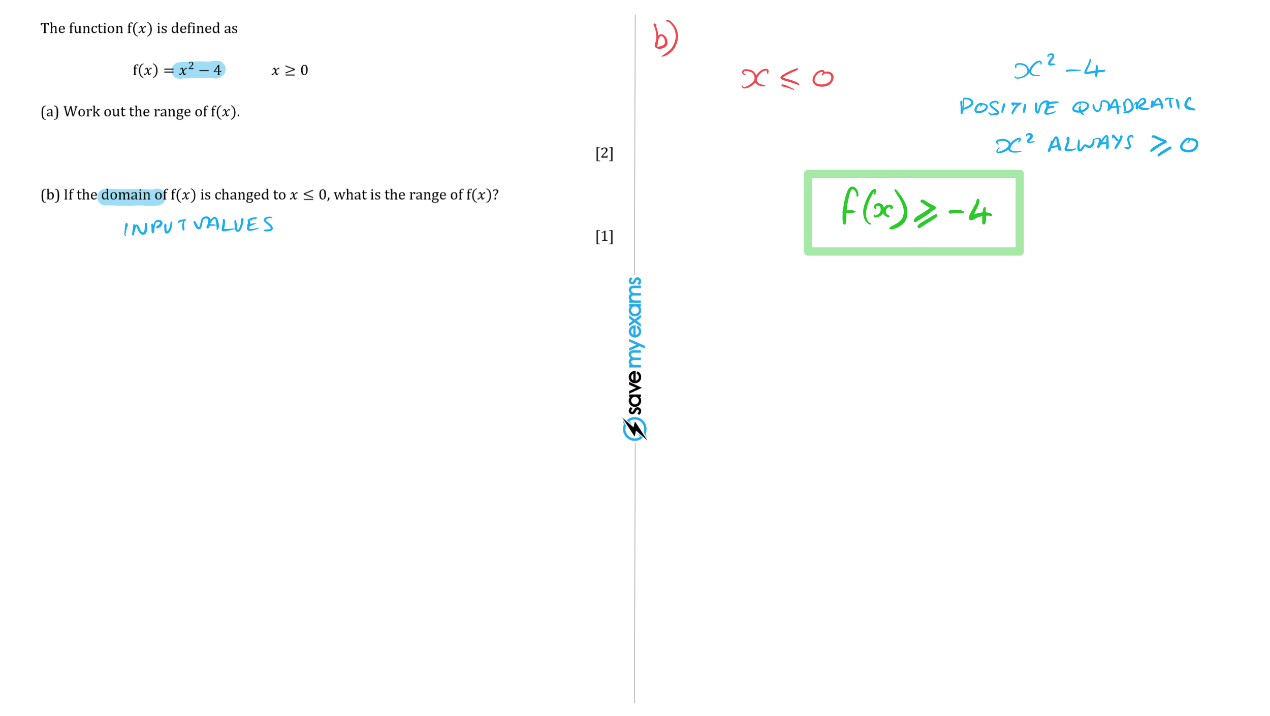 The function f(x) is defined as
f(x) = x² − 4 x ≥ 0
(a) Work out the range of f(x).
[2]
(b) If the domain of f(x) is changed to x ≤ 0, what is the range of f(x)?
INPUT VALUES
[1]
save my exams
b)
x ⩽ 0
x² − 4
POSITIVE QUADRATIC
x² ALWAYS ⩾ 0
f(x) ⩾ −4